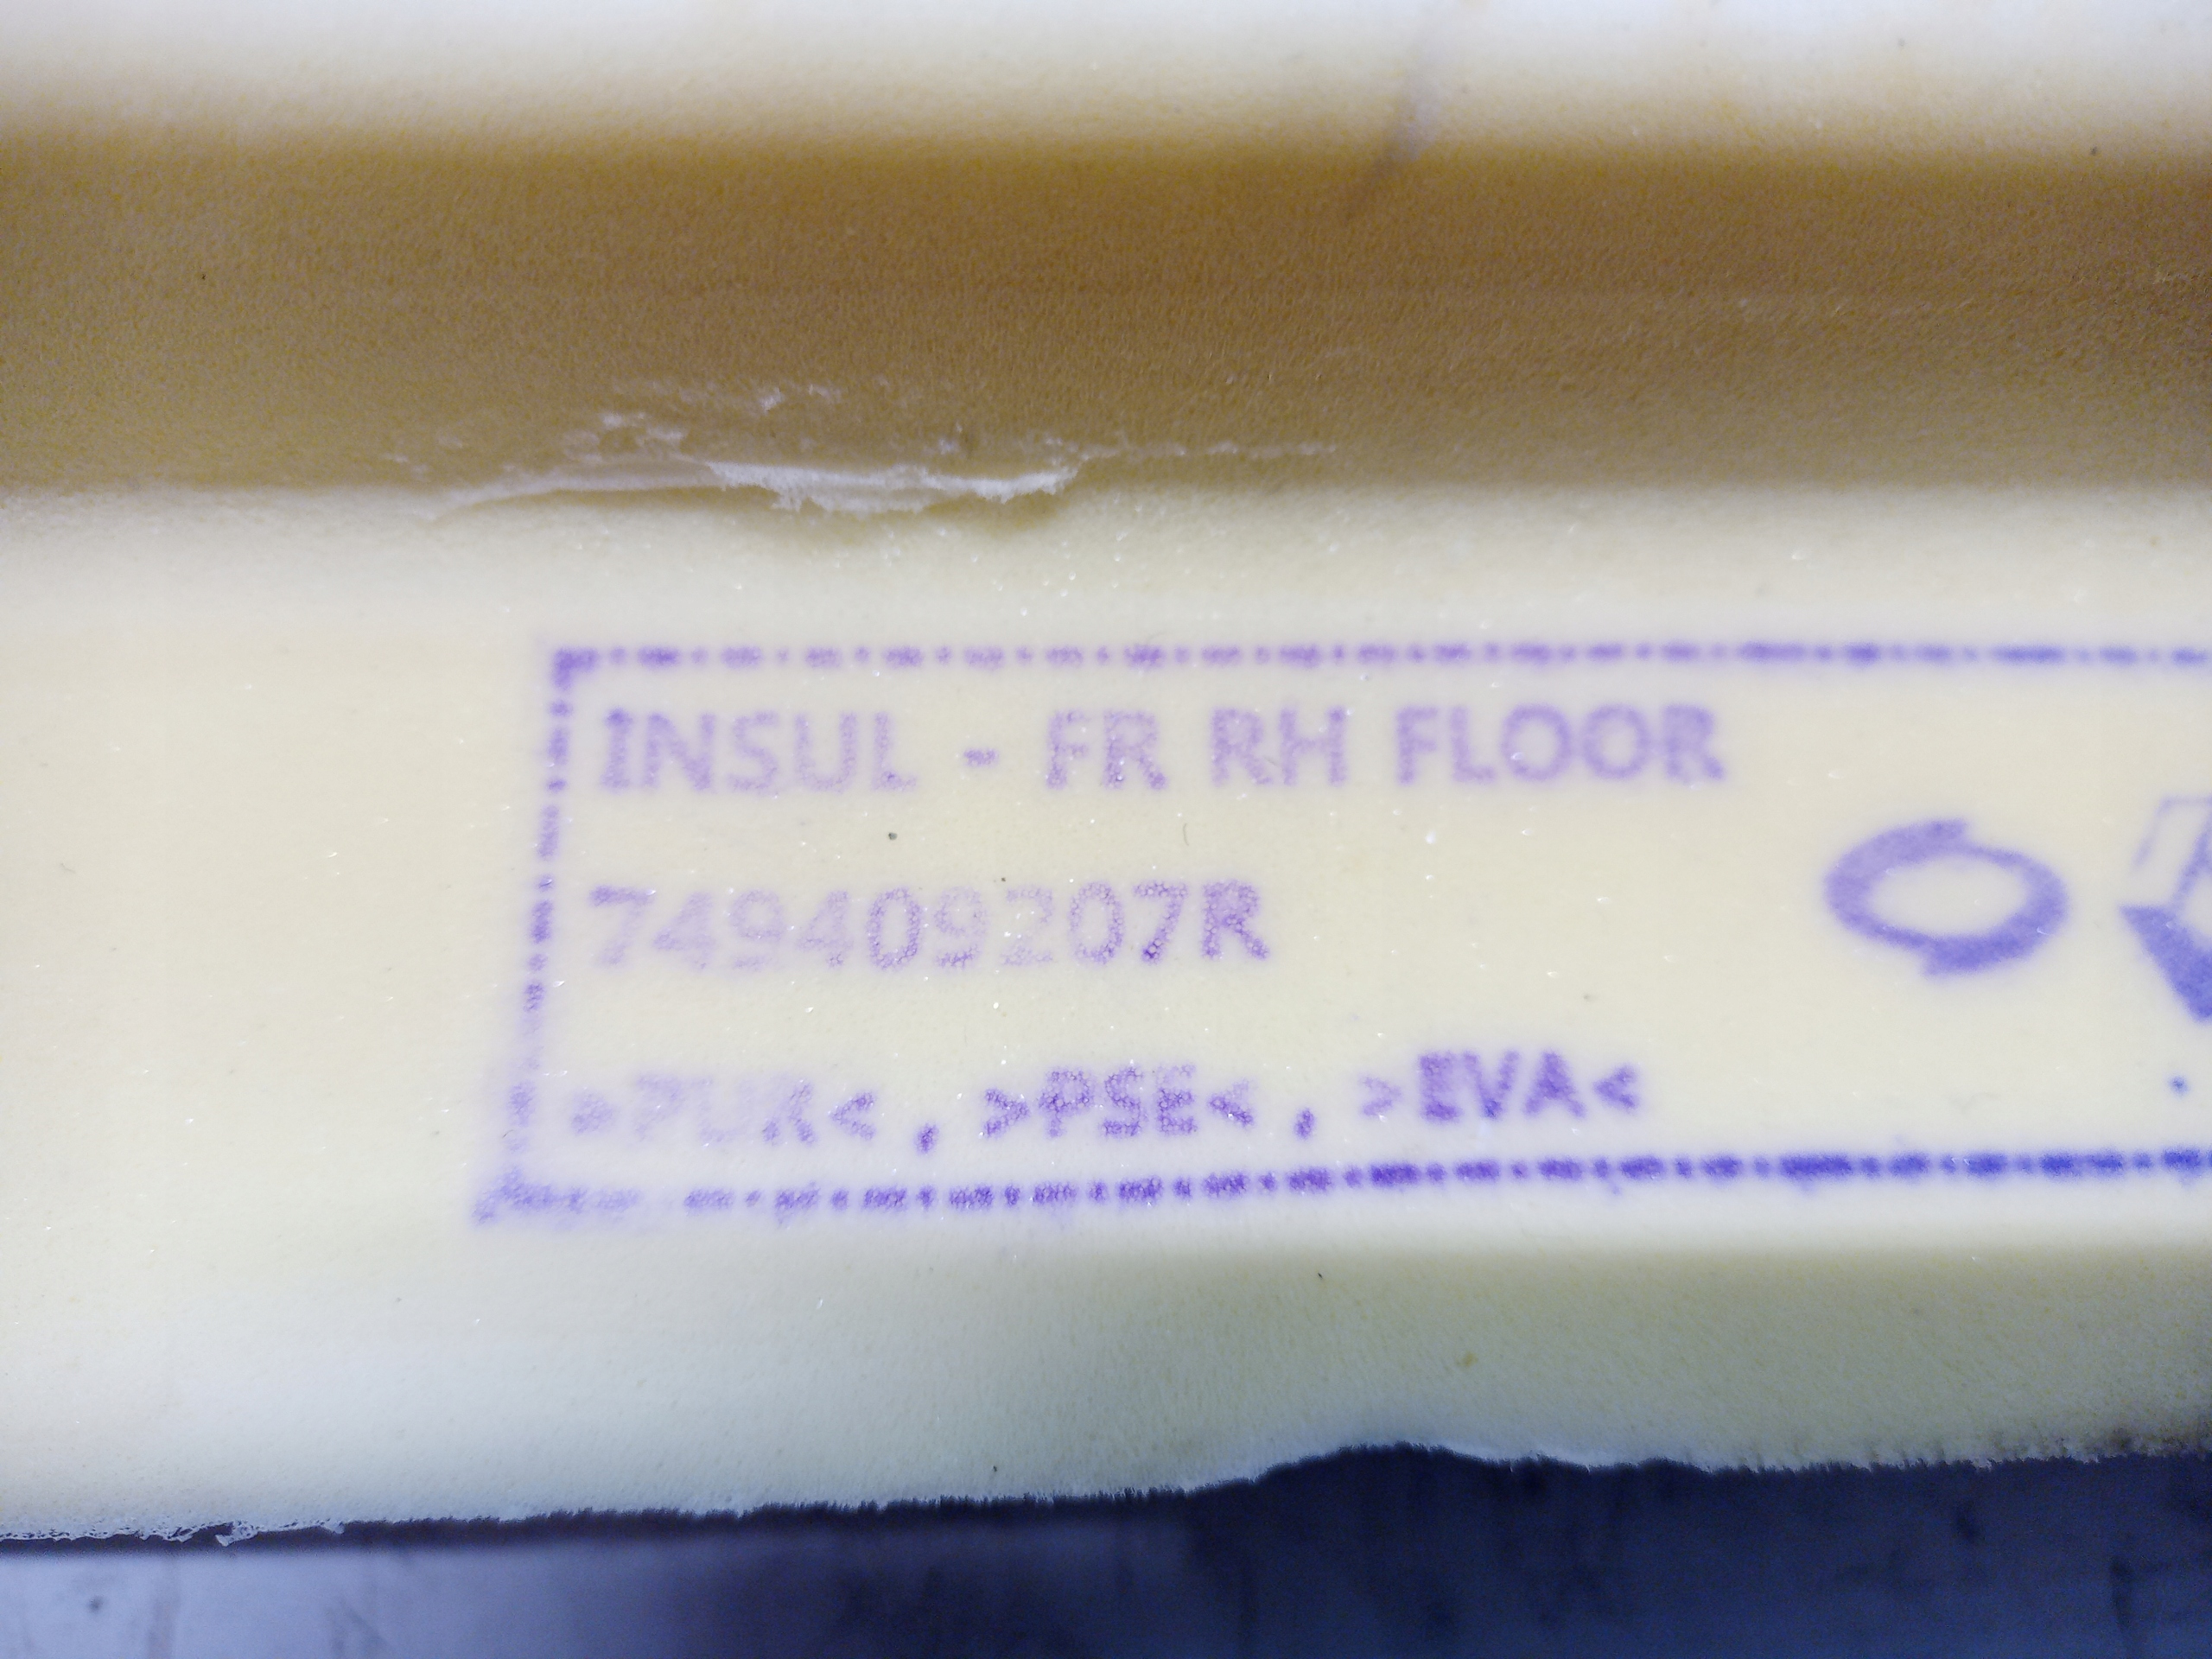 INSUL - FR RH FLOOR
749409207R
>PUR< , >PSE< , >EVA<